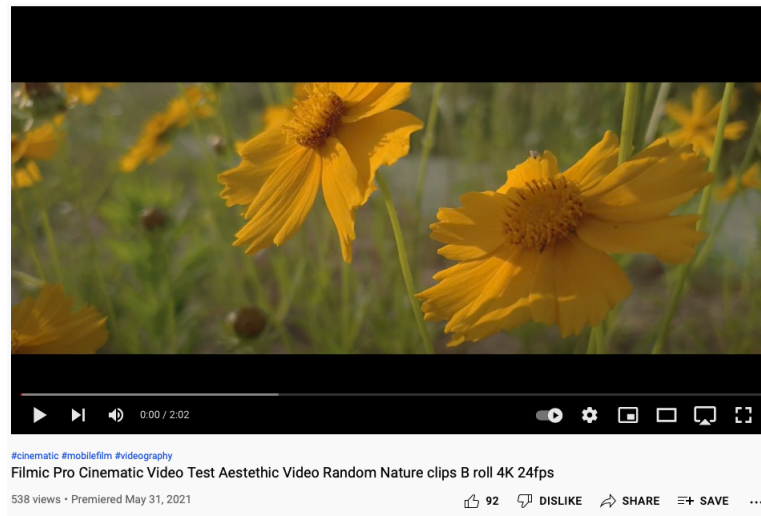 0:00 / 2:02
#cinematic #mobilefilm #videography
Filmic Pro Cinematic Video Test Aestethic Video Random Nature clips B roll 4K 24fps
538 views • Premiered May 31, 2021 92 DISLIKE SHARE SAVE